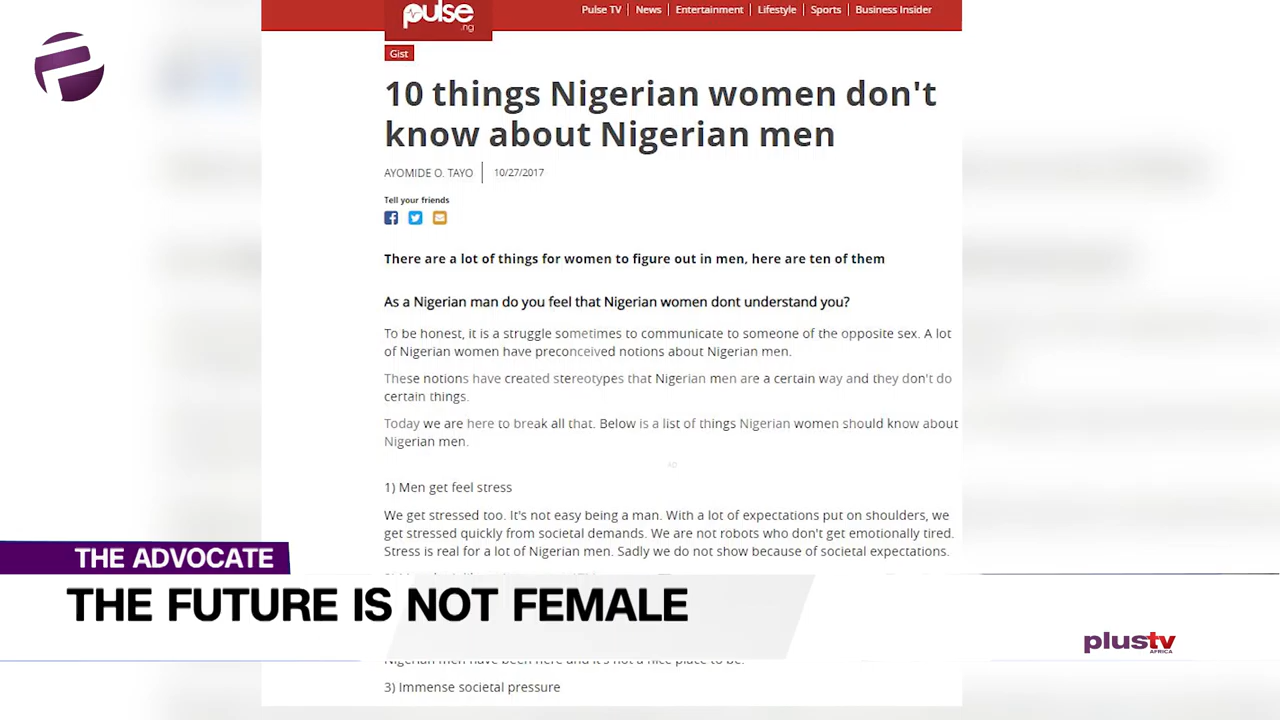 pulse
.ng
Pulse TV | News | Entertainment | Lifestyle | Sports | Business Insider
Gist
10 things Nigerian women don't
know about Nigerian men
AYOMIDE O. TAYO | 10/27/2017
Tell your friends
There are a lot of things for women to figure out in men, here are ten of them
As a Nigerian man do you feel that Nigerian women dont understand you?
To be honest, it is a struggle sometimes to communicate to someone of the opposite sex. A lot
of Nigerian women have preconceived notions about Nigerian men.
These notions have created stereotypes that Nigerian men are a certain way and they don't do
certain things.
Today we are here to break all that. Below is a list of things Nigerian women should know about
Nigerian men.
AD
1) Men get feel stress
We get stressed too. It's not easy being a man. With a lot of expectations put on shoulders, we
get stressed quickly from societal demands. We are not robots who don't get emotionally tired.
Stress is real for a lot of Nigerian men. Sadly we do not show because of societal expectations.
THE ADVOCATE
THE FUTURE IS NOT FEMALE
plustv
AFRICA
Nigerian men have been here and it's not a nice place to be.
3) Immense societal pressure